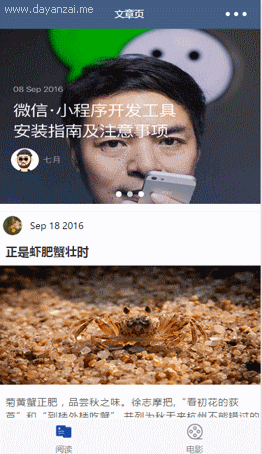 www.dayanzai.me
文章页
08 Sep 2016
微信·小程序开发工具
安装指南及注意事项
七月
Sep 18 2016
正是虾肥蟹壮时
菊黄蟹正肥，品尝秋之味。徐志摩把,“看初花的荻
芦”和“到楼外楼吃蟹”，并列为秋天来杭州不能错过的
阅读
电影